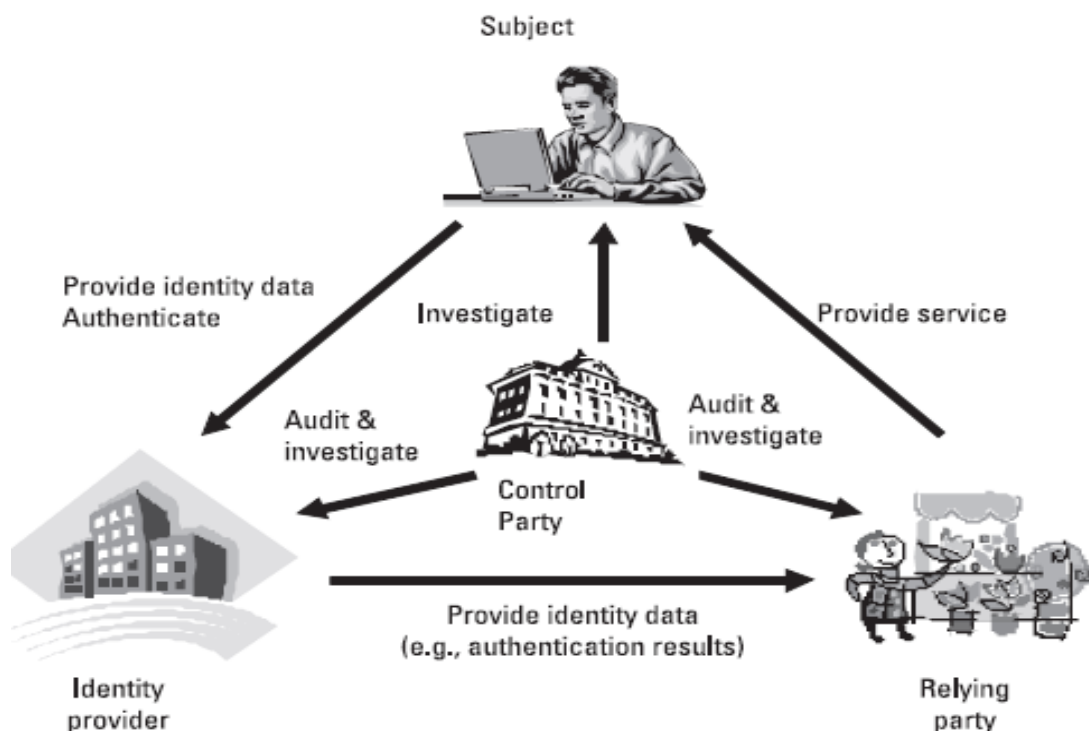 Subject
Provide identity data
Authenticate
Investigate
Provide service
Audit &
investigate
Audit &
investigate
Control
Party
Provide identity data
(e.g., authentication results)
Identity
provider
Relying
party